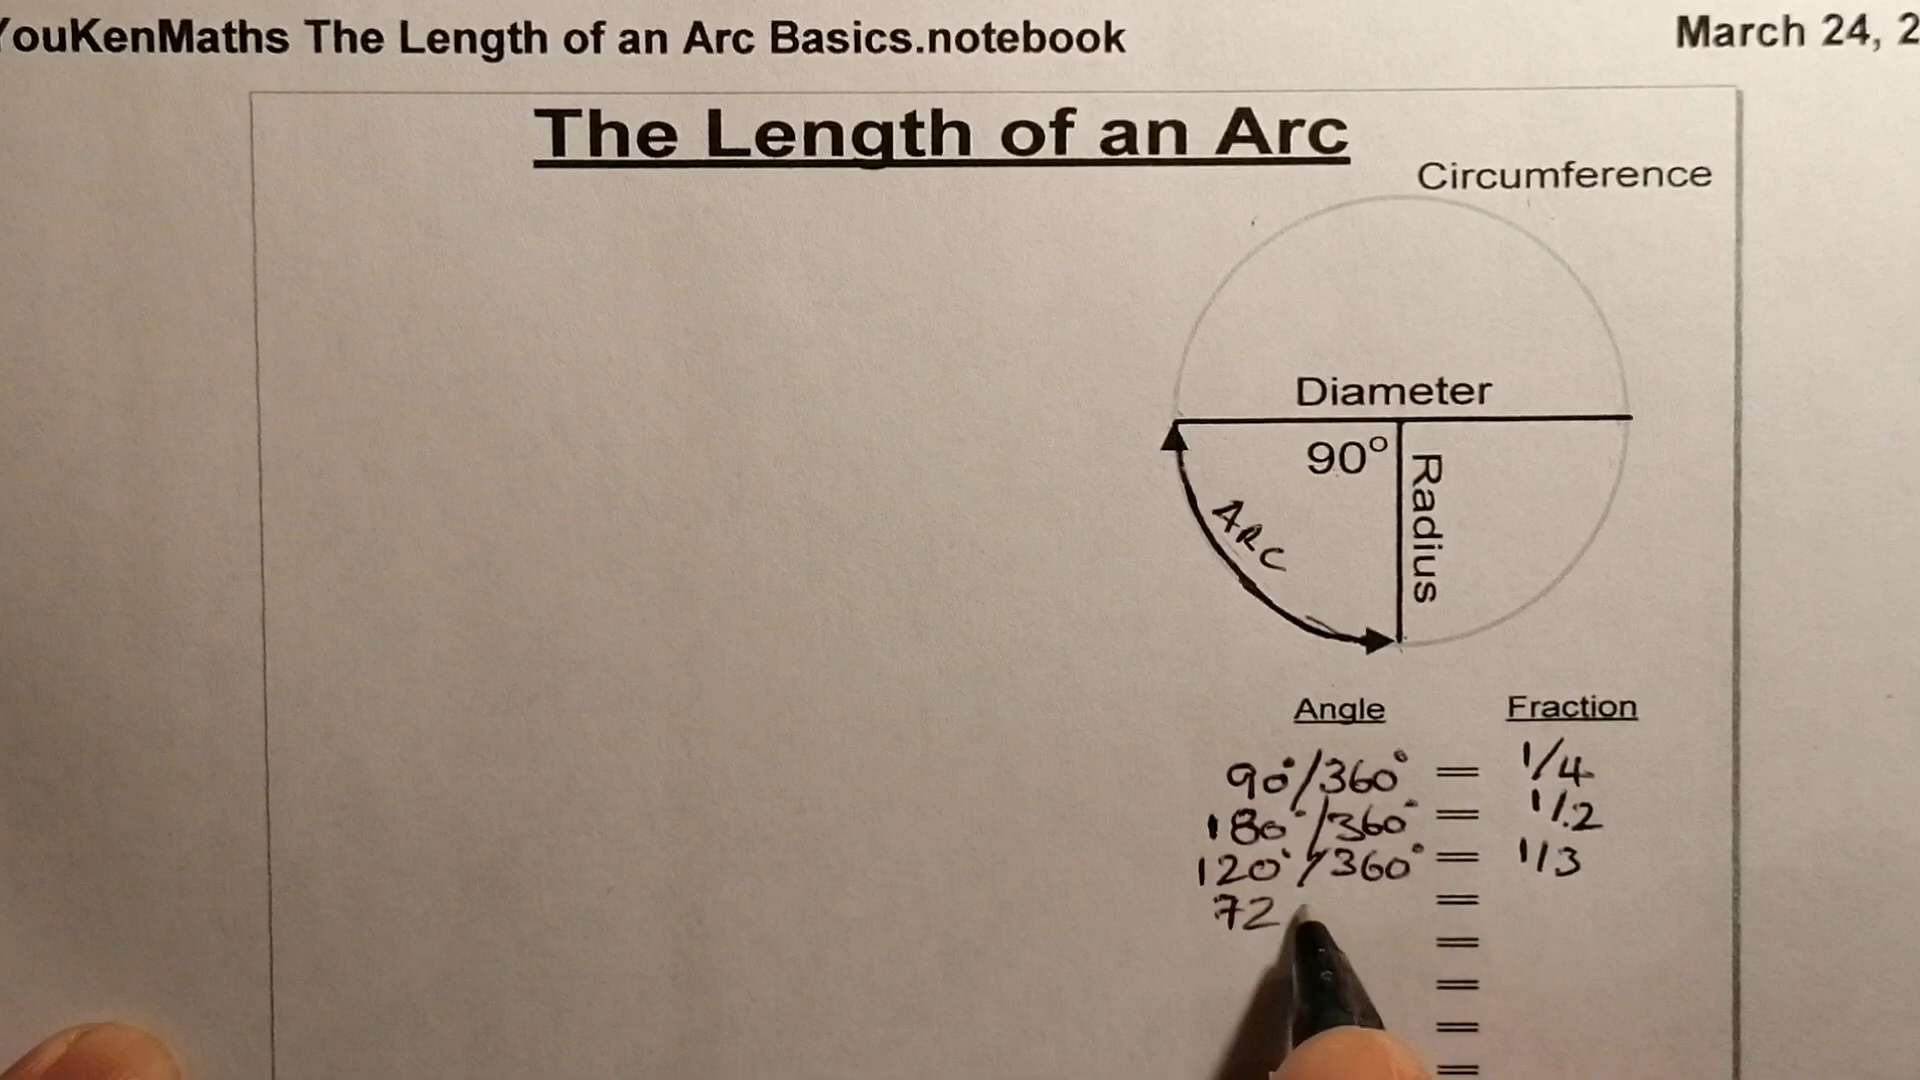 YouKenMaths The Length of an Arc Basics.notebook
March 24, 2
The Length of an Arc
Circumference
Diameter
90°
Radius
ARC
Angle Fraction
90°/360° = 1/4
180°/360° = 1/2
120°/360° = 1/3
72 =
=
=
=
=